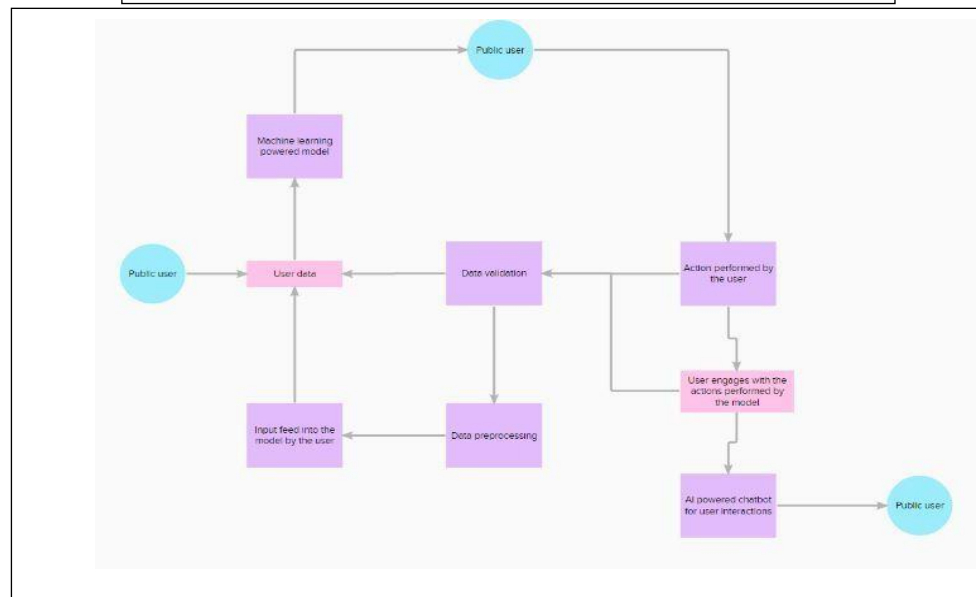 Public user
Machine learning
powered model
Public user
User data
Data validation
Action performed by
the user
User engages with the
actions performed by
the model
Input feed into the
model by the user
Data preprocessing
AI powered chatbot
for user interactions
Public user